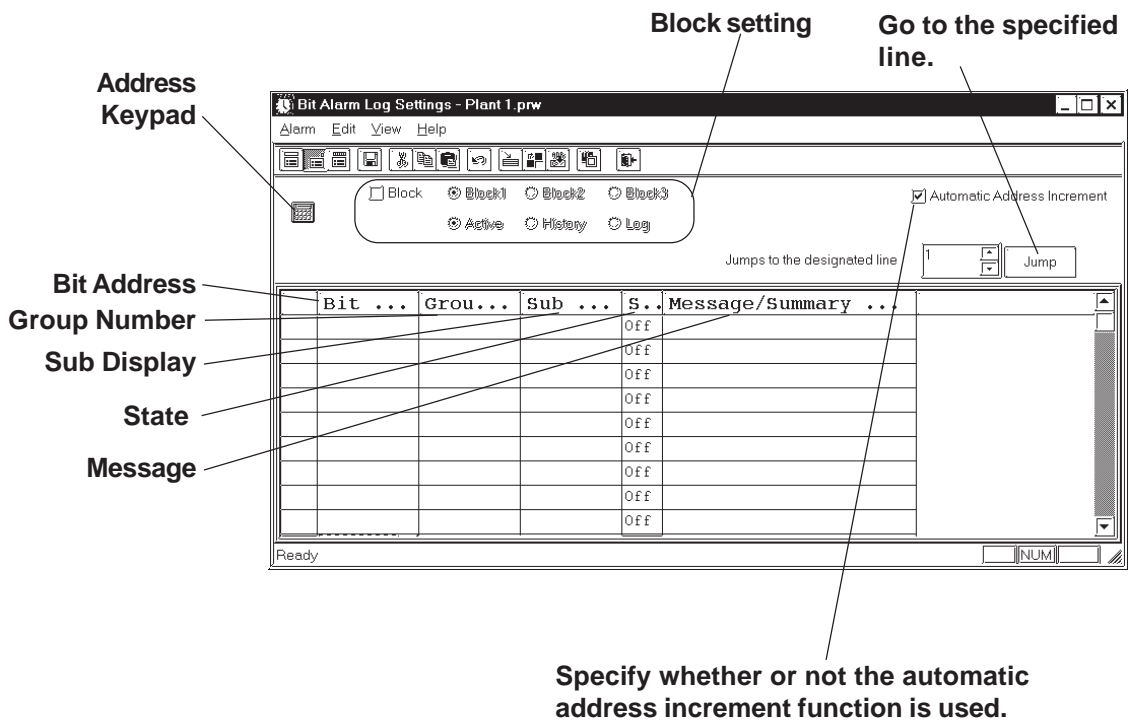 Block setting
Go to the specified
line.
Address
Keypad
Bit Alarm Log Settings - Plant 1.prw
Alarm Edit View Help
Block Block1 Block2 Block3
Automatic Address Increment
Active History Log
Jumps to the designated line 1 Jump
Bit Address
Group Number
Sub Display
State
Message
Bit ... Grou... Sub ... S.. Message/Summary ...
Off
Off
Off
Off
Off
Off
Off
Off
Off
Ready NUM
Specify whether or not the automatic
address increment function is used.